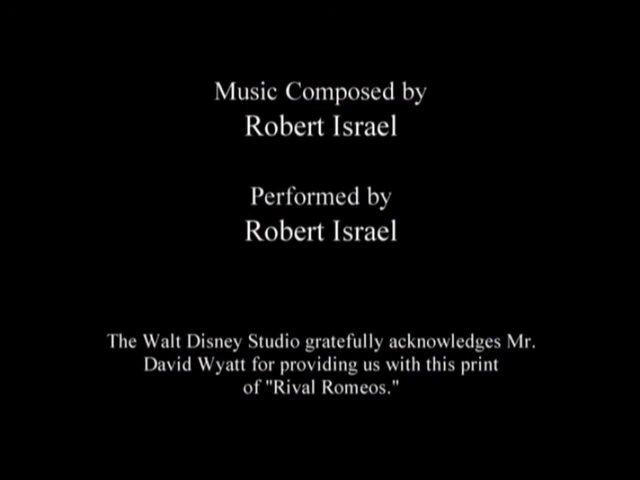 Music Composed by
Robert Israel
Performed by
Robert Israel
The Walt Disney Studio gratefully acknowledges Mr.
David Wyatt for providing us with this print
of "Rival Romeos."